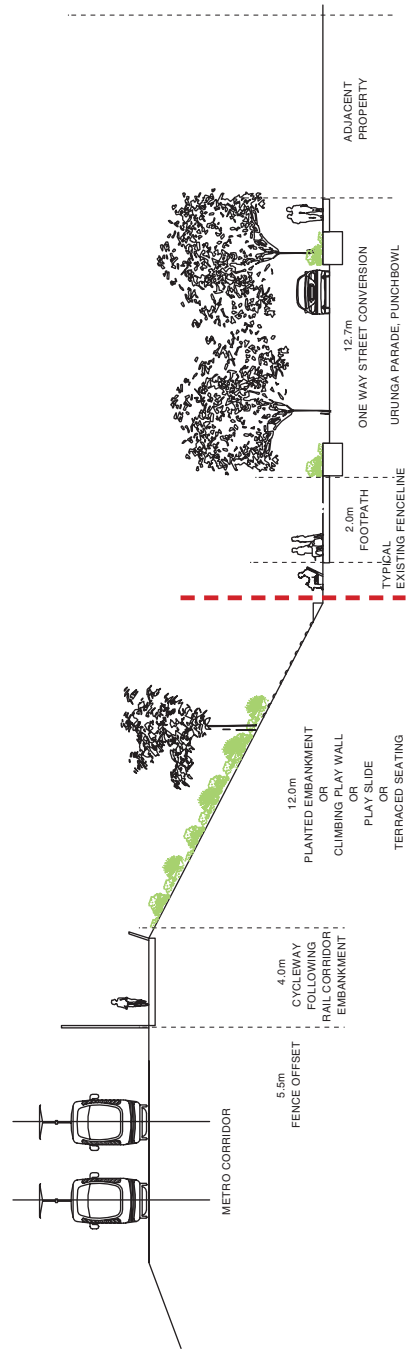 METRO CORRIDOR
5.5m
FENCE OFFSET
4.0m
CYCLEWAY
FOLLOWING
RAIL CORRIDOR
EMBANKMENT
12.0m
PLANTED EMBANKMENT
OR
CLIMBING PLAY WALL
OR
PLAY SLIDE
OR
TERRACED SEATING
TYPICAL
EXISTING FENCELINE
2.0m
FOOTPATH
12.7m
ONE WAY STREET CONVERSION
URUNGA PARADE, PUNCHBOWL
ADJACENT
PROPERTY